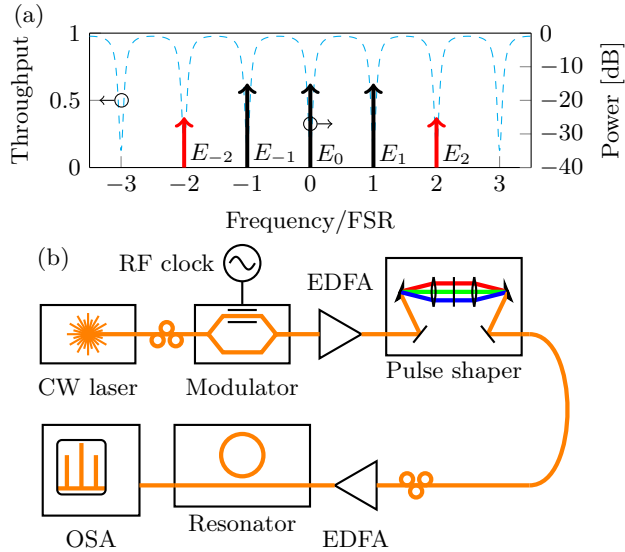 (a)
Throughput
1
0.5
0
0
−10
−20
−30
−40
Power [dB]
E₋₂
E₋₁
E₀
E₁
E₂
−3 −2 −1 0 1 2 3
Frequency/FSR
(b)
RF clock
EDFA
CW laser
Modulator
Pulse shaper
OSA
Resonator
EDFA